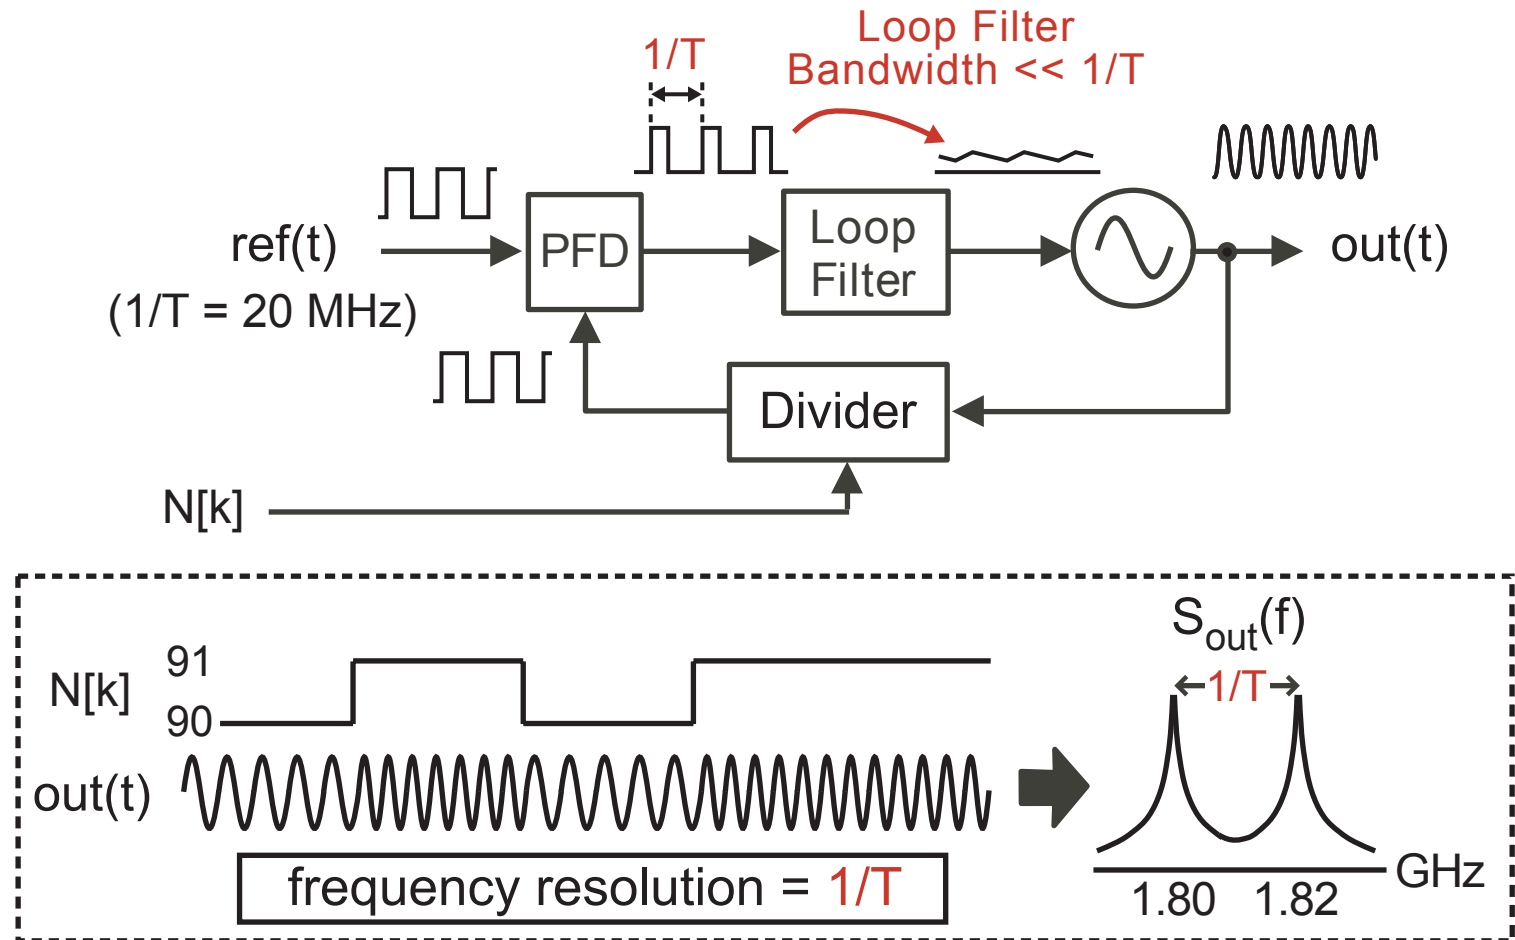 Loop Filter
Bandwidth << 1/T
1/T
ref(t)
(1/T = 20 MHz)
PFD
Loop
Filter
out(t)
Divider
N[k]
N[k]
91
90
out(t)
frequency resolution = 1/T
Sout(f)
1/T
1.80 1.82
GHz